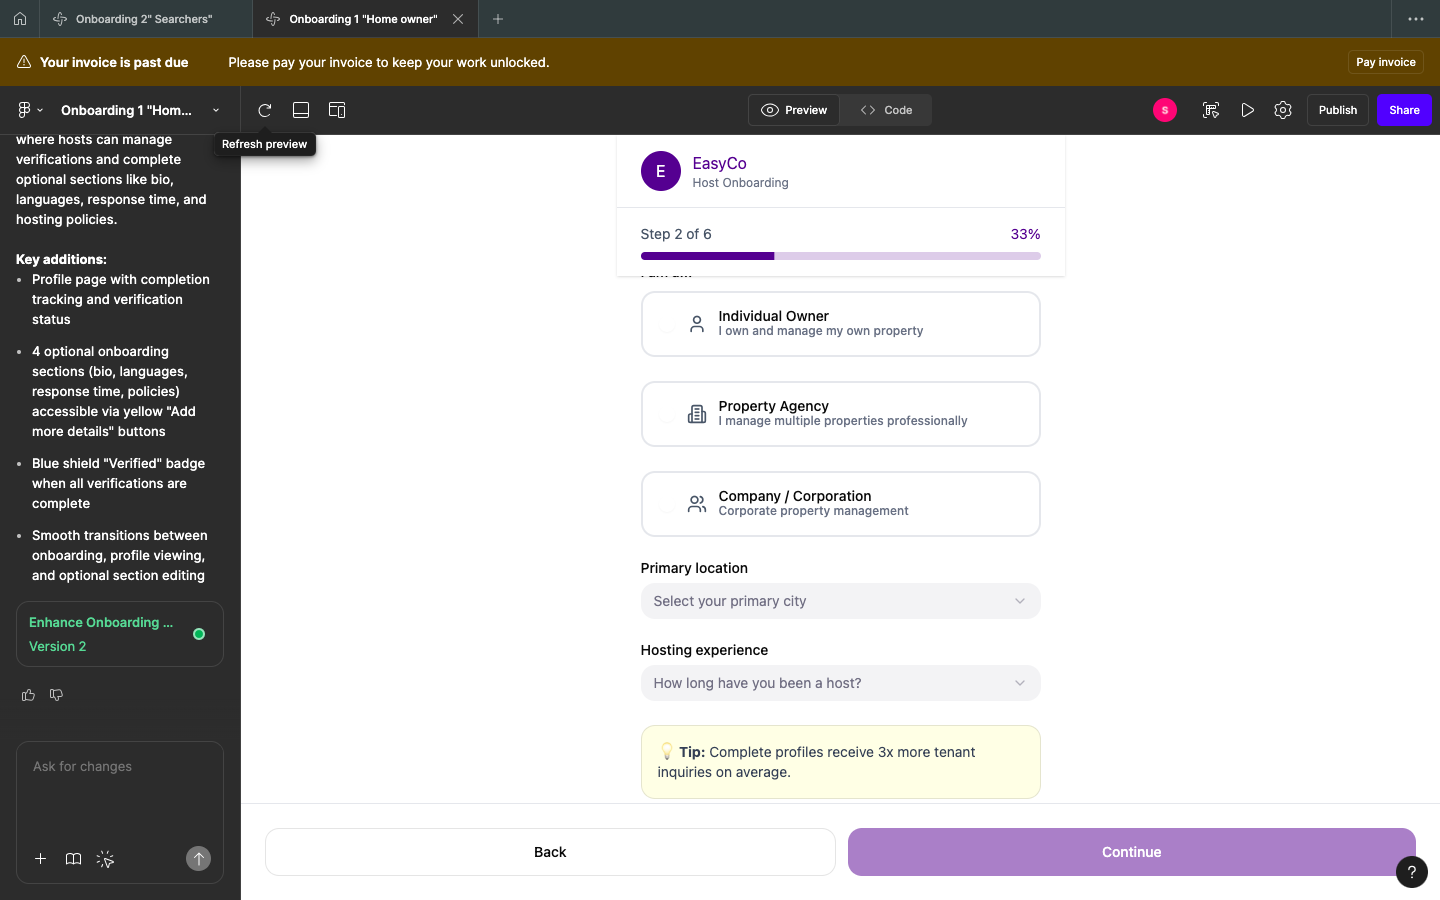 Onboarding 2" Searchers"
Onboarding 1 "Home owner"
Your invoice is past due
Please pay your invoice to keep your work unlocked.
Pay invoice
Onboarding 1 "Hom...
Preview
Code
S
Publish
Share
Refresh preview
where hosts can manage
verifications and complete
optional sections like bio,
languages, response time, and
hosting policies.
Key additions:
• Profile page with completion
tracking and verification
status
• 4 optional onboarding
sections (bio, languages,
response time, policies)
accessible via yellow "Add
more details" buttons
• Blue shield "Verified" badge
when all verifications are
complete
• Smooth transitions between
onboarding, profile viewing,
and optional section editing
Enhance Onboarding ...
Version 2
Ask for changes
E
EasyCo
Host Onboarding
Step 2 of 6
33%
Individual Owner
I own and manage my own property
Property Agency
I manage multiple properties professionally
Company / Corporation
Corporate property management
Primary location
Select your primary city
Hosting experience
How long have you been a host?
💡 Tip: Complete profiles receive 3x more tenant
inquiries on average.
Back
Continue
?